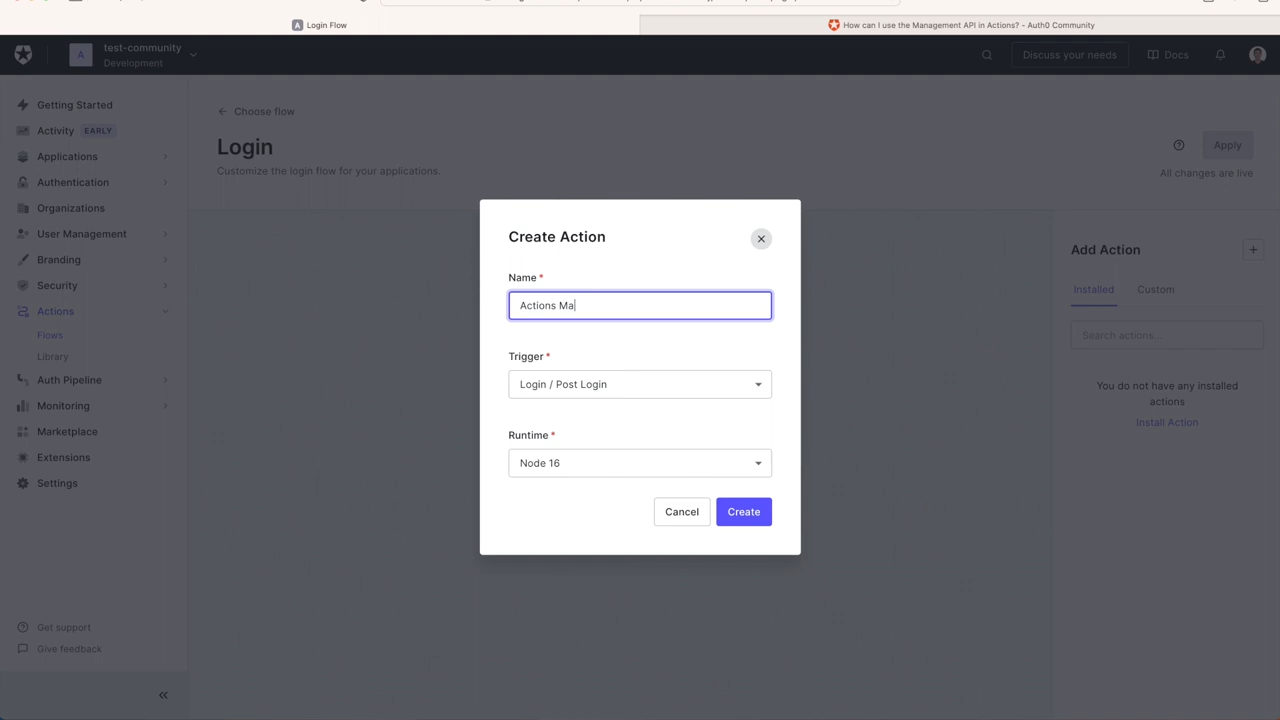 A Login Flow
How can I use the Management API in Actions? - Auth0 Community
A
test-community
Development
Discuss your needs
Docs
Getting Started
Activity EARLY
Applications
Authentication
Organizations
User Management
Branding
Security
Actions
Flows
Library
Auth Pipeline
Monitoring
Marketplace
Extensions
Settings
Get support
Give feedback
Choose flow
Login
Customize the login flow for your applications.
Apply
All changes are live
Create Action
Name *
Actions Ma
Trigger *
Login / Post Login
Runtime *
Node 16
Cancel
Create
Add Action
Installed Custom
Search actions...
You do not have any installed
actions
Install Action